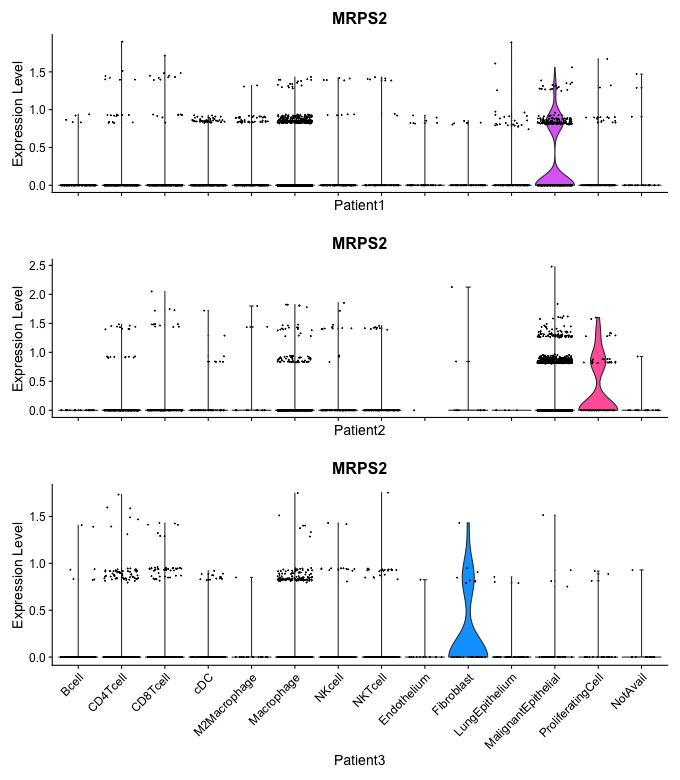 MRPS2
Expression Level
1.5
1.0
0.5
0.0
Patient1
MRPS2
Expression Level
2.5
2.0
1.5
1.0
0.5
0.0
Patient2
MRPS2
Expression Level
1.5
1.0
0.5
0.0
Bcell
CD4Tcell
CD8Tcell
cDC
M2Macrophage
Macrophage
NKcell
NKTcell
Endothelium
Fibroblast
LungEpithelium
MalignantEpithelial
ProliferatingCell
NotAvail
Patient3